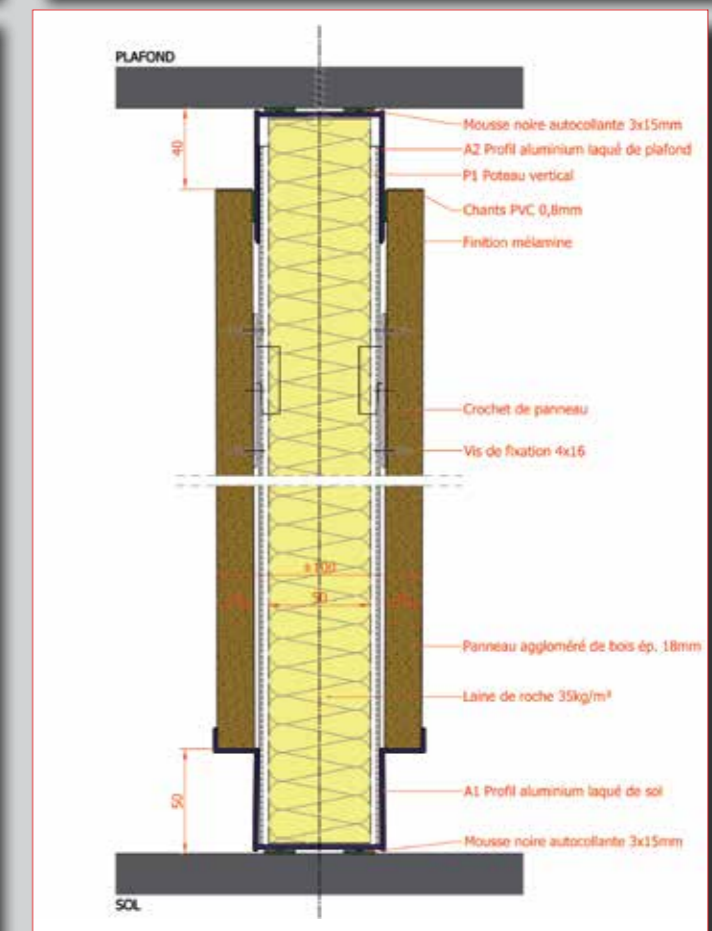 PLAFOND
Mousse noire autocollante 3x15mm
40
A2 Profil aluminium laqué de plafond
P1 Poteau vertical
Chants PVC 0,8mm
Finition mélamine
Crochet de panneau
Vis de fixation 4x16
±100
50
Panneau aggloméré de bois ép. 18mm
Laine de roche 35kg/m³
50
A1 Profil aluminium laqué de sol
Mousse noire autocollante 3x15mm
SOL